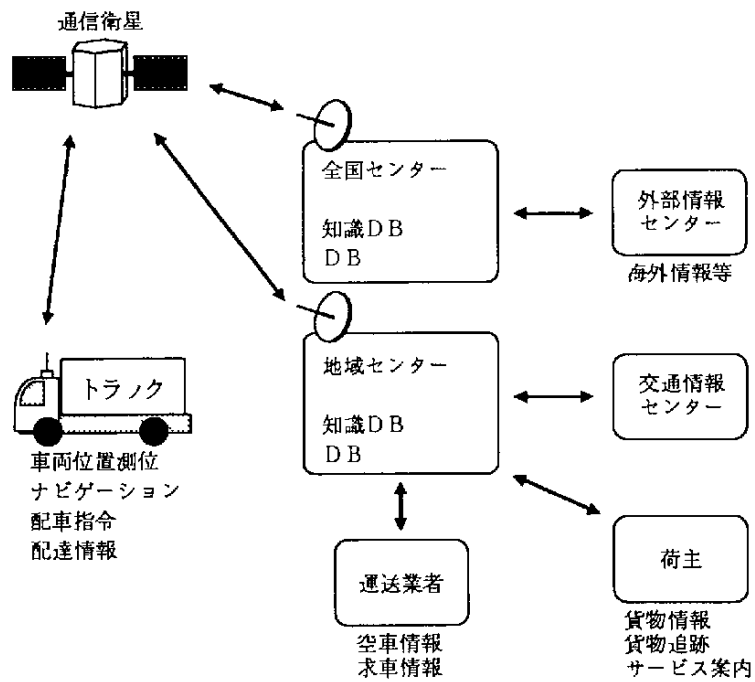 通信衛星
全国センター
知識ＤＢ
ＤＢ
外部情報
センター
海外情報等
地域センター
知識ＤＢ
ＤＢ
交通情報
センター
トラック
車両位置測位
ナビゲーション
配車指令
配達情報
運送業者
空車情報
求車情報
荷主
貨物情報
貨物追跡
サービス案内